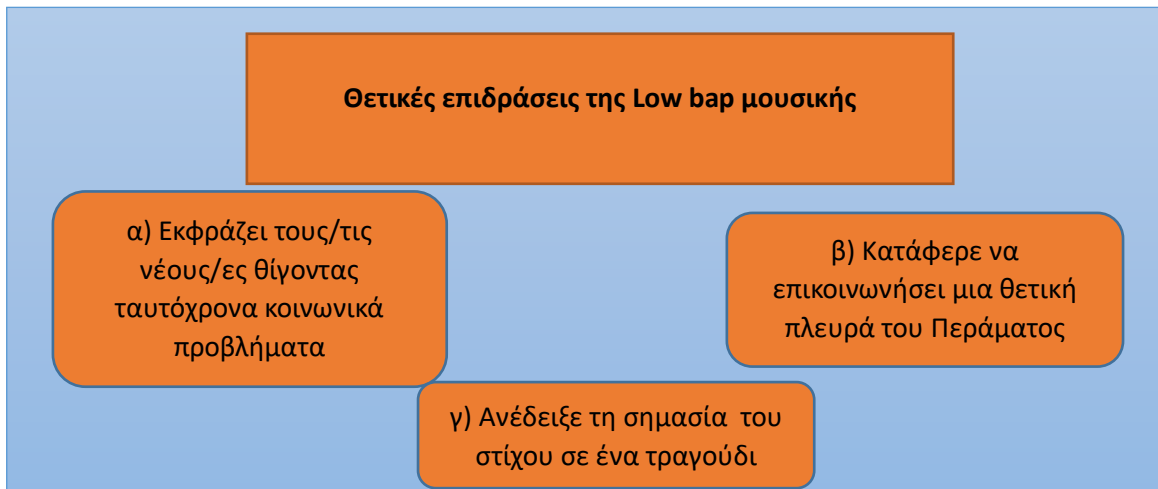 Θετικές επιδράσεις της Low bap μουσικής
α) Εκφράζει τους/τις
νέους/ες θίγοντας
ταυτόχρονα κοινωνικά
προβλήματα
β) Κατάφερε να
επικοινωνήσει μια θετική
πλευρά του Περάματος
γ) Ανέδειξε τη σημασία του
στίχου σε ένα τραγούδι